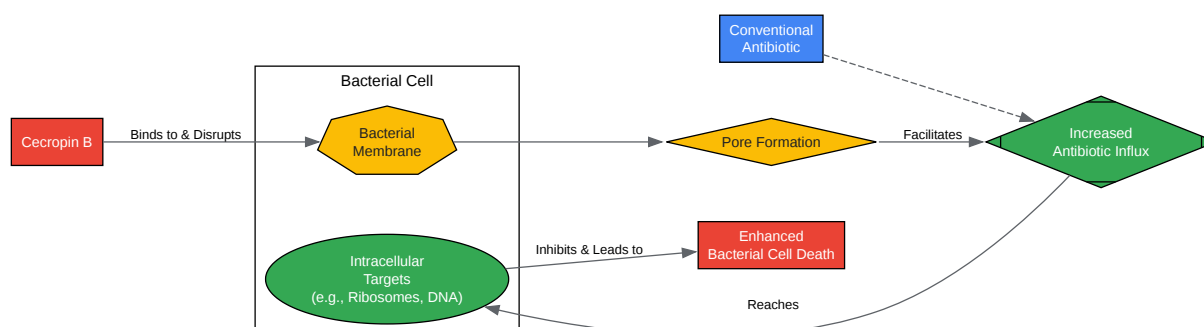 Conventional
Antibiotic
Bacterial Cell
Cecropin B
Binds to & Disrupts
Bacterial
Membrane
Pore Formation
Facilitates
Increased
Antibiotic Influx
Intracellular
Targets
(e.g., Ribosomes, DNA)
Inhibits & Leads to
Enhanced
Bacterial Cell Death
Reaches